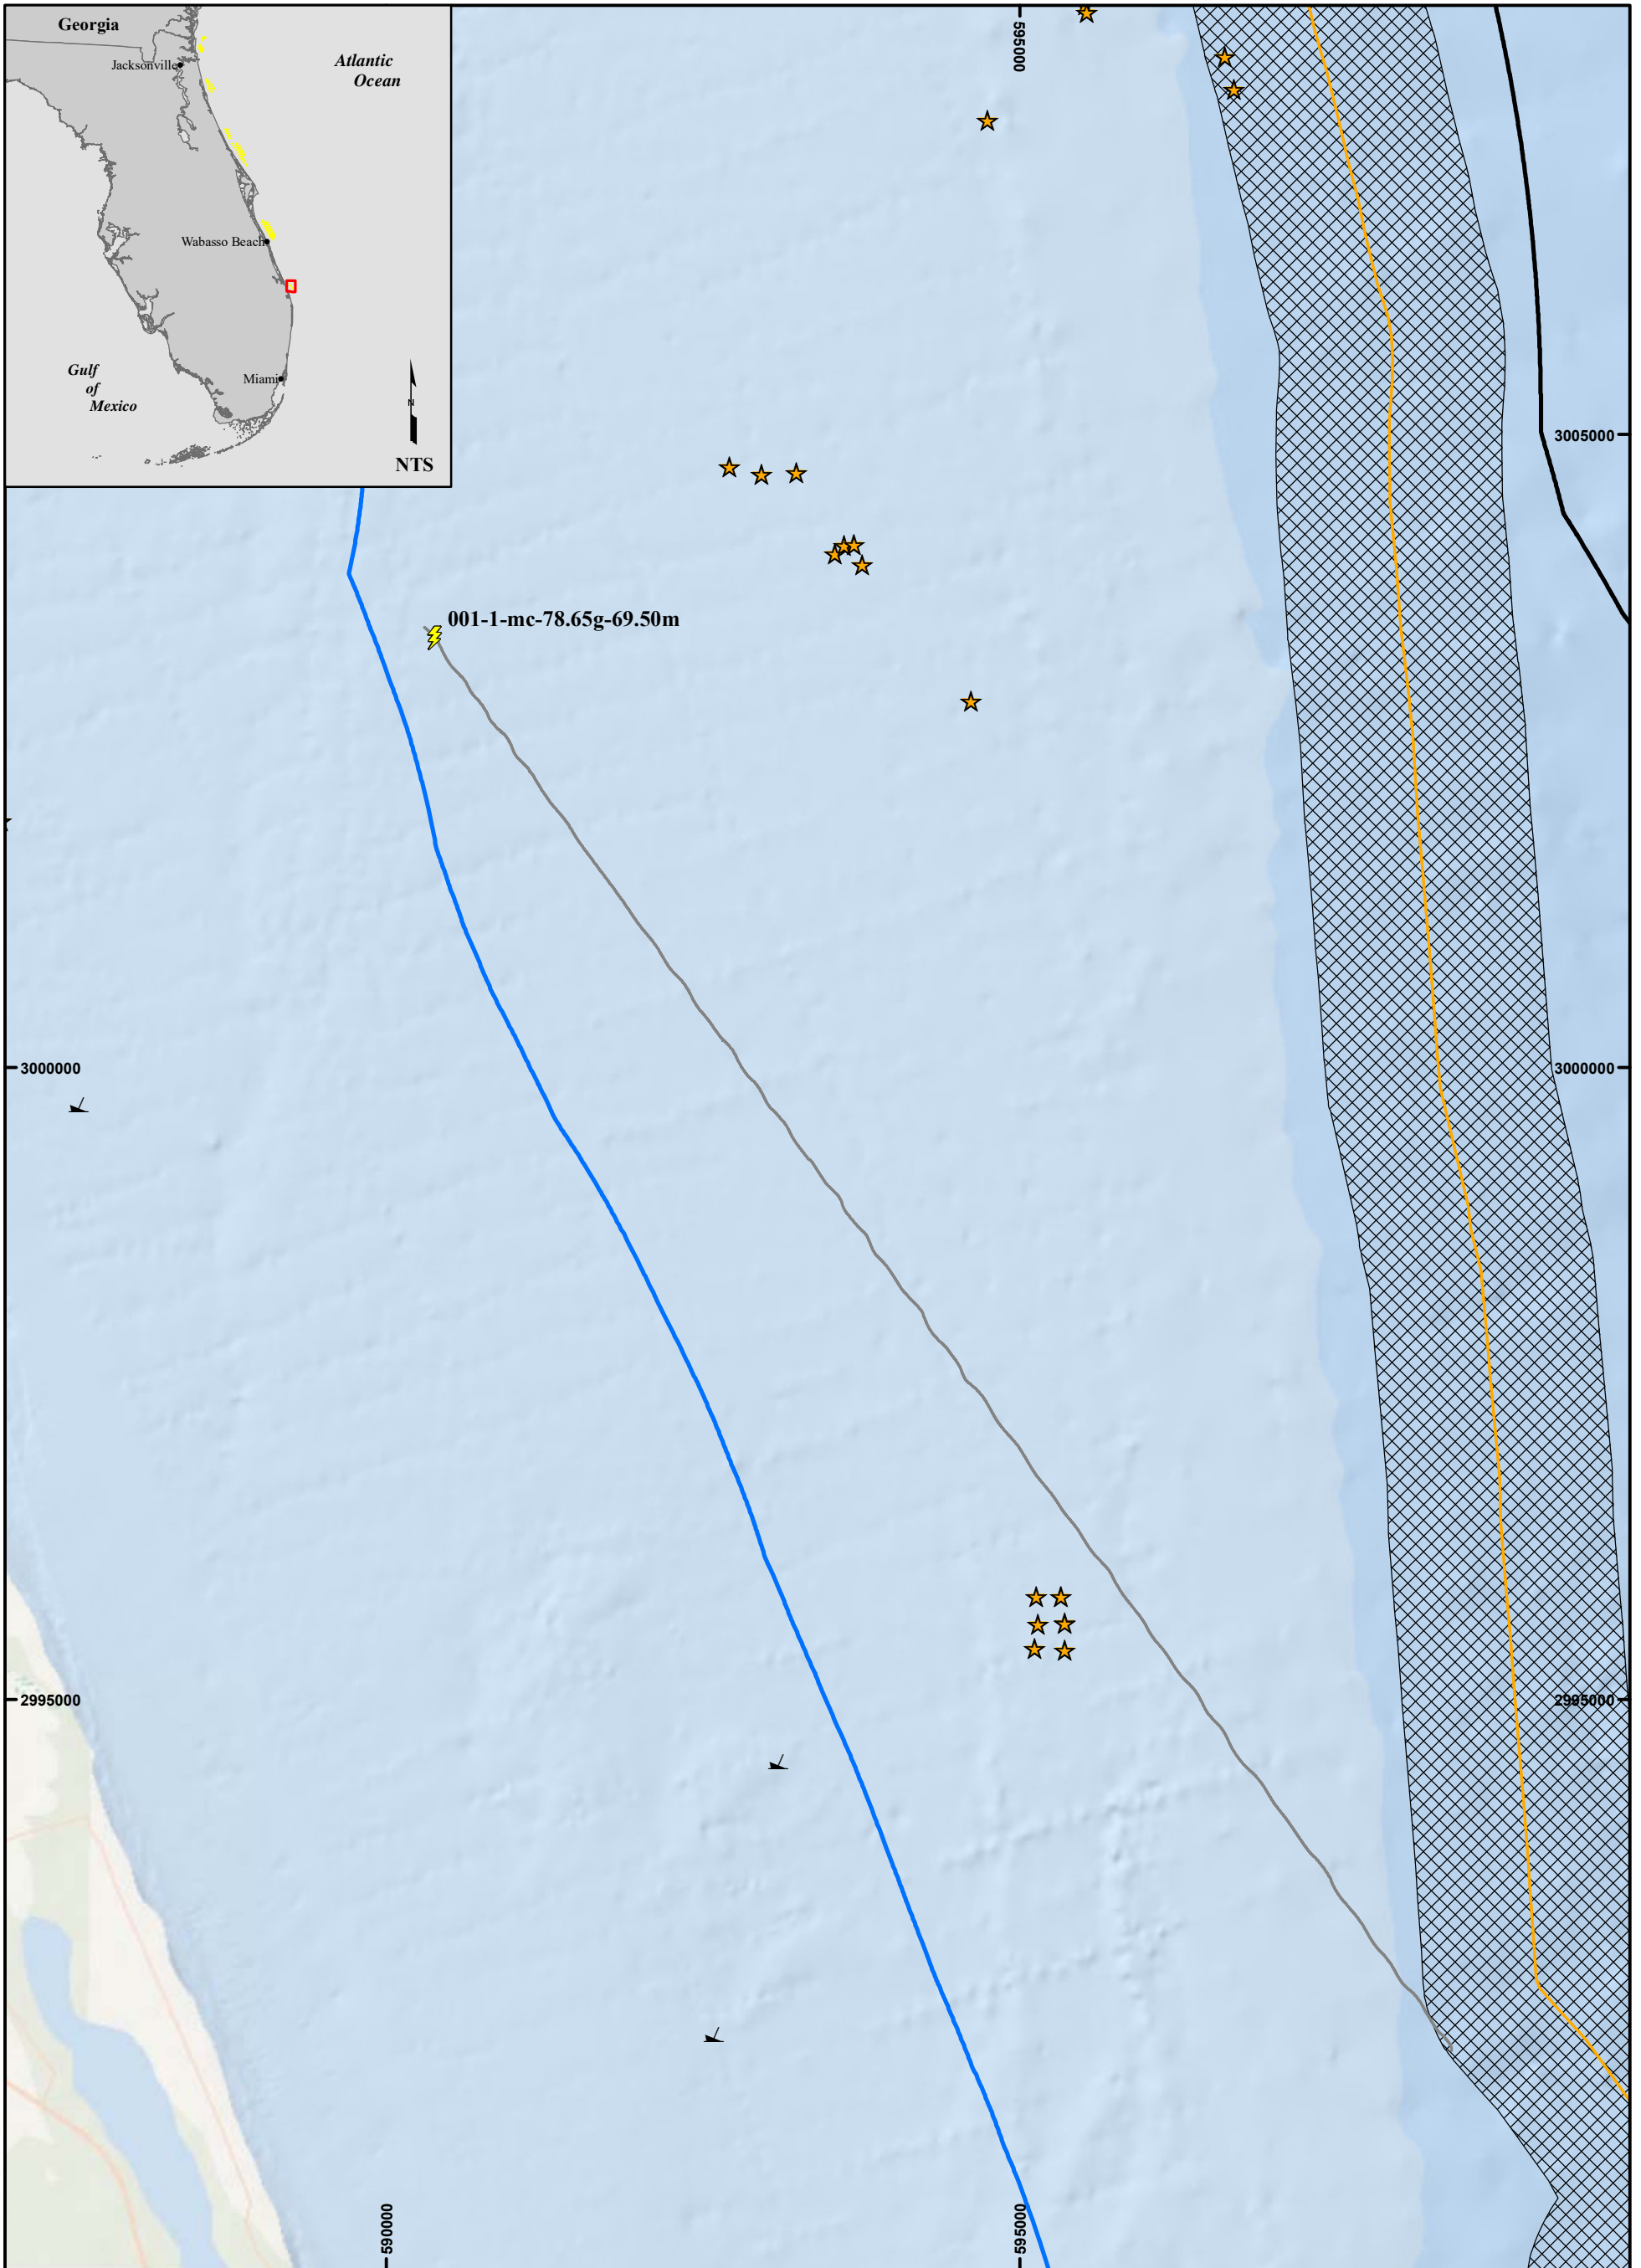 Georgia
Jacksonville
Atlantic
Ocean
Wabasso Beach
Gulf
of
Mexico
Miami
N
NTS
595000
3005000
001-1-mc-78.65g-69.50m
3000000
3000000
2995000
2995000
590000
595000